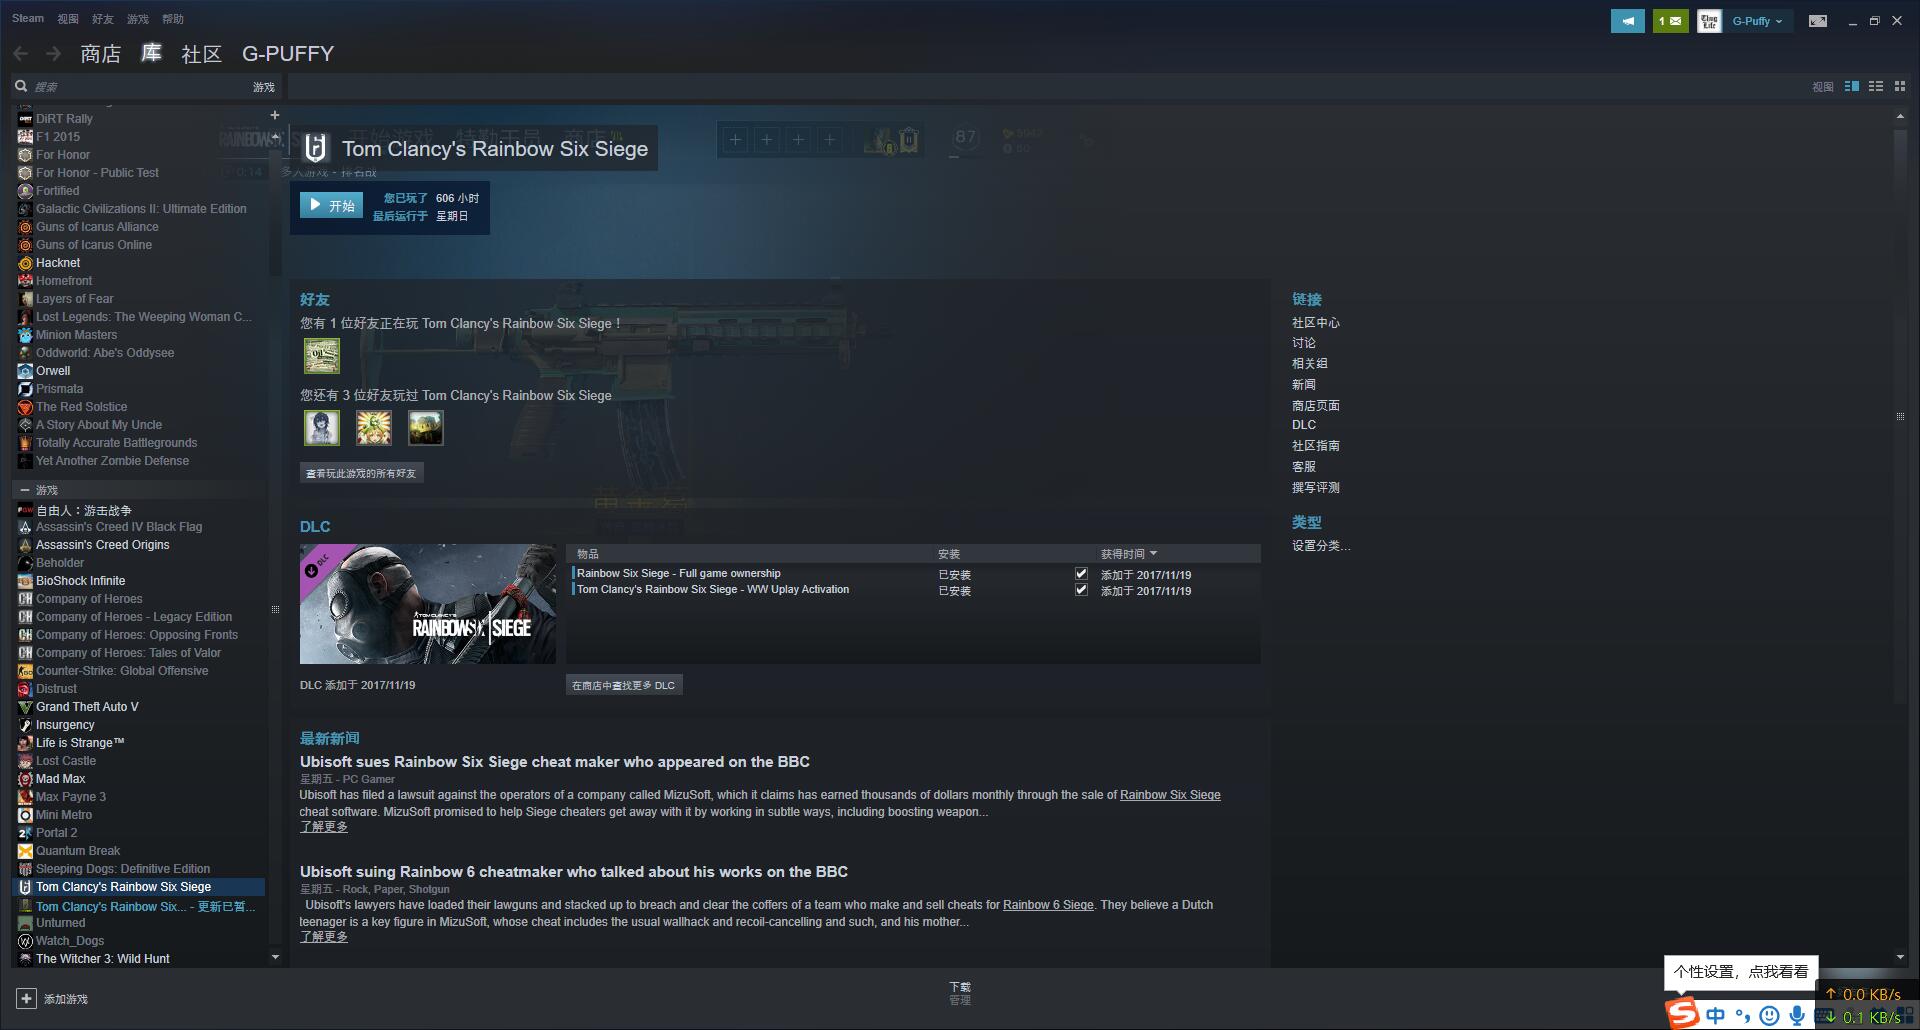 Steam 视图 好友 游戏 帮助
1
G-Puffy
商店 库 社区 G-PUFFY
搜索
游戏
视图
DiRT Rally
F1 2015
For Honor
For Honor - Public Test
Fortified
Galactic Civilizations II: Ultimate Edition
Guns of Icarus Alliance
Guns of Icarus Online
Hacknet
Homefront
Layers of Fear
Lost Legends: The Weeping Woman C...
Minion Masters
Oddworld: Abe's Oddysee
Orwell
Prismata
The Red Solstice
A Story About My Uncle
Totally Accurate Battlegrounds
Yet Another Zombie Defense
游戏
自由人：游击战争
Assassin's Creed IV Black Flag
Assassin's Creed Origins
Beholder
BioShock Infinite
Company of Heroes
Company of Heroes - Legacy Edition
Company of Heroes: Opposing Fronts
Company of Heroes: Tales of Valor
Counter-Strike: Global Offensive
Distrust
Grand Theft Auto V
Insurgency
Life is Strange™
Lost Castle
Mad Max
Max Payne 3
Mini Metro
Portal 2
Quantum Break
Sleeping Dogs: Definitive Edition
Tom Clancy's Rainbow Six Siege
Tom Clancy's Rainbow Six... - 更新已暂...
Unturned
Watch_Dogs
The Witcher 3: Wild Hunt
添加游戏
Tom Clancy's Rainbow Six Siege
87
0:14
多人游戏 - 排名战
开始
您已玩了 606 小时
最后运行于 星期日
好友
您有 1 位好友正在玩 Tom Clancy's Rainbow Six Siege！
您还有 3 位好友玩过 Tom Clancy's Rainbow Six Siege
查看玩此游戏的所有好友
DLC
DLC
TOM CLANCY'S
RAINBOW SIX SIEGE
DLC 添加于 2017/11/19
物品 安装 获得时间
Rainbow Six Siege - Full game ownership 已安装 添加于 2017/11/19
Tom Clancy's Rainbow Six Siege - WW Uplay Activation 已安装 添加于 2017/11/19
在商店中查找更多 DLC
最新新闻
Ubisoft sues Rainbow Six Siege cheat maker who appeared on the BBC
星期五 - PC Gamer
Ubisoft has filed a lawsuit against the operators of a company called MizuSoft, which it claims has earned thousands of dollars monthly through the sale of Rainbow Six Siege
cheat software. MizuSoft promised to help Siege cheaters get away with it by working in subtle ways, including boosting weapon...
了解更多
Ubisoft suing Rainbow 6 cheatmaker who talked about his works on the BBC
星期五 - Rock, Paper, Shotgun
Ubisoft's lawyers have loaded their lawguns and stacked up to breach and clear the coffers of a team who make and sell cheats for Rainbow 6 Siege. They believe a Dutch
teenager is a key figure in MizuSoft, whose cheat includes the usual wallhack and recoil-cancelling and such, and his mother...
了解更多
链接
社区中心
讨论
相关组
新闻
商店页面
DLC
社区指南
客服
撰写评测
类型
设置分类...
下载
管理
个性设置，点我看看
中
0.0 KB/s
0.1 KB/s